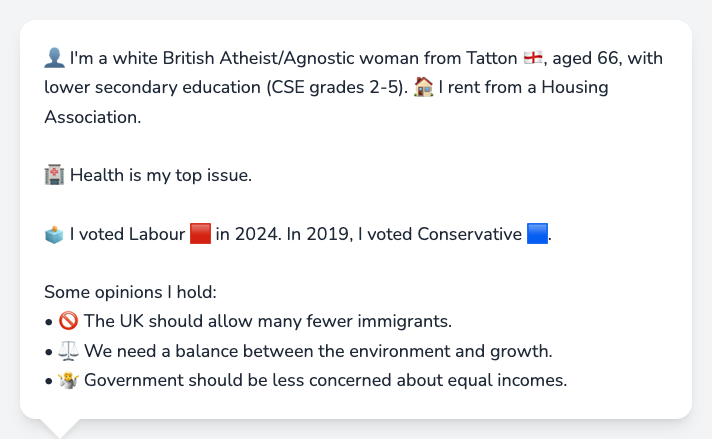 👤 I'm a white British Atheist/Agnostic woman from Tatton 🏴󠁧󠁢󠁥󠁮󠁧󠁿, aged 66, with
lower secondary education (CSE grades 2-5). 🏠 I rent from a Housing
Association.
🏥 Health is my top issue.
🗳️ I voted Labour 🟥 in 2024. In 2019, I voted Conservative 🟦.
Some opinions I hold:
• 🚫 The UK should allow many fewer immigrants.
• ⚖️ We need a balance between the environment and growth.
• 🤷‍♀️ Government should be less concerned about equal incomes.